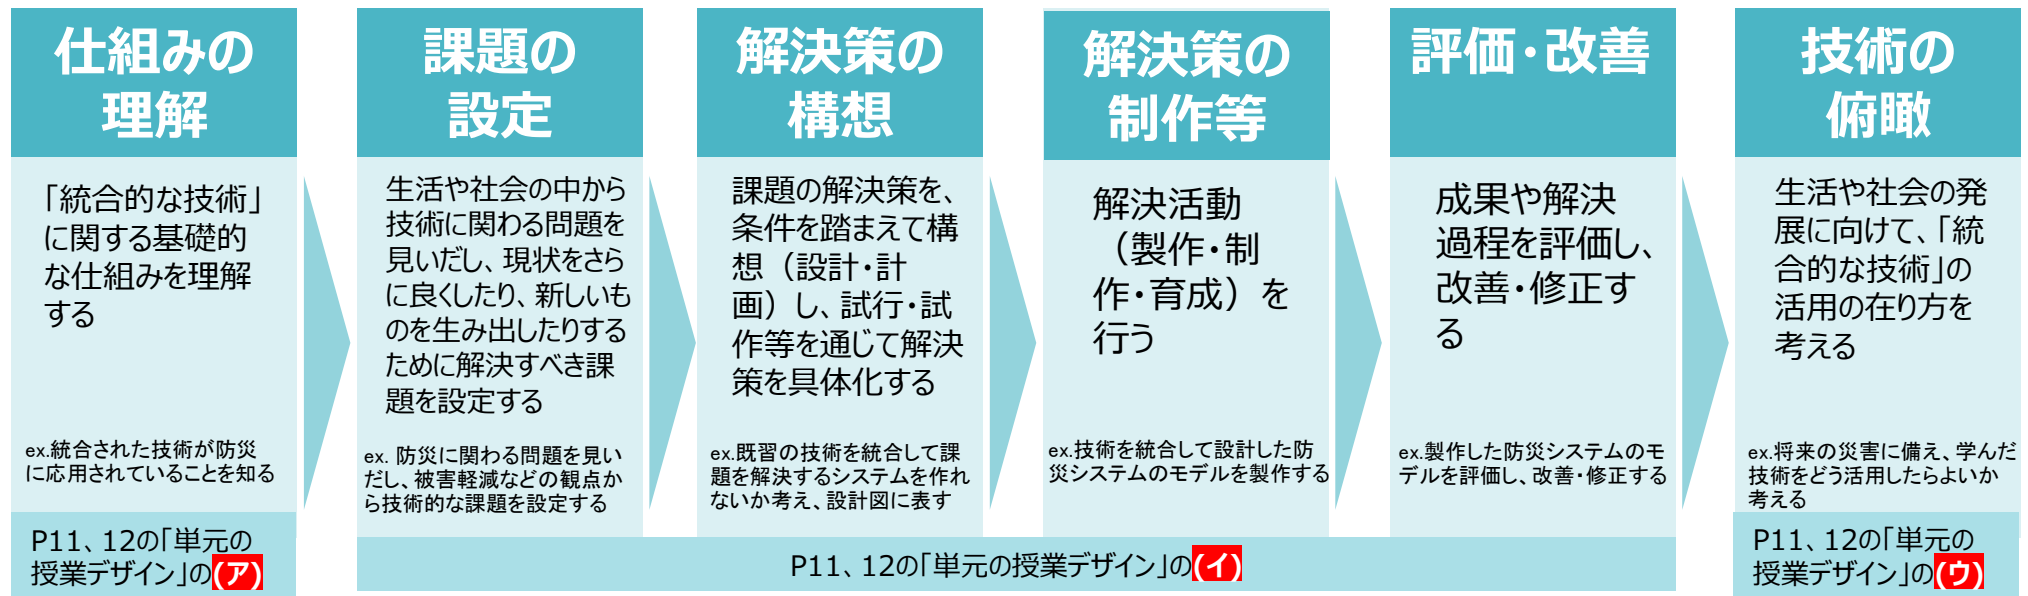 仕組みの
理解
「統合的な技術」
に関する基礎的
な仕組みを理解
する
ex.統合された技術が防災
に応用されていることを知る
P11、12の「単元の
授業デザイン」の(ア)
課題の
設定
生活や社会の中から
技術に関わる問題を
見いだし、現状をさら
に良くしたり、新しいも
のを生み出したりする
ために解決すべき課
題を設定する
ex. 防災に関わる問題を見い
だし、被害軽減などの観点か
ら技術的な課題を設定する
解決策の
構想
課題の解決策を、
条件を踏まえて構
想（設計・計
画）し、試行・試
作等を通じて解決
策を具体化する
ex.既習の技術を統合して課
題を解決するシステムを作れ
ないか考え、設計図に表す
解決策の
制作等
解決活動
（製作・制
作・育成）を
行う
ex.技術を統合して設計した防
災システムのモデルを製作する
評価・改善
成果や解決
過程を評価し、
改善・修正す
る
ex.製作した防災システムのモ
デルを評価し、改善・修正する
P11、12の「単元の授業デザイン」の(イ)
技術の
俯瞰
生活や社会の発
展に向けて、「統
合的な技術」の
活用の在り方を
考える
ex.将来の災害に備え、学んだ
技術をどう活用したらよいか
考える
P11、12の「単元の
授業デザイン」の(ウ)